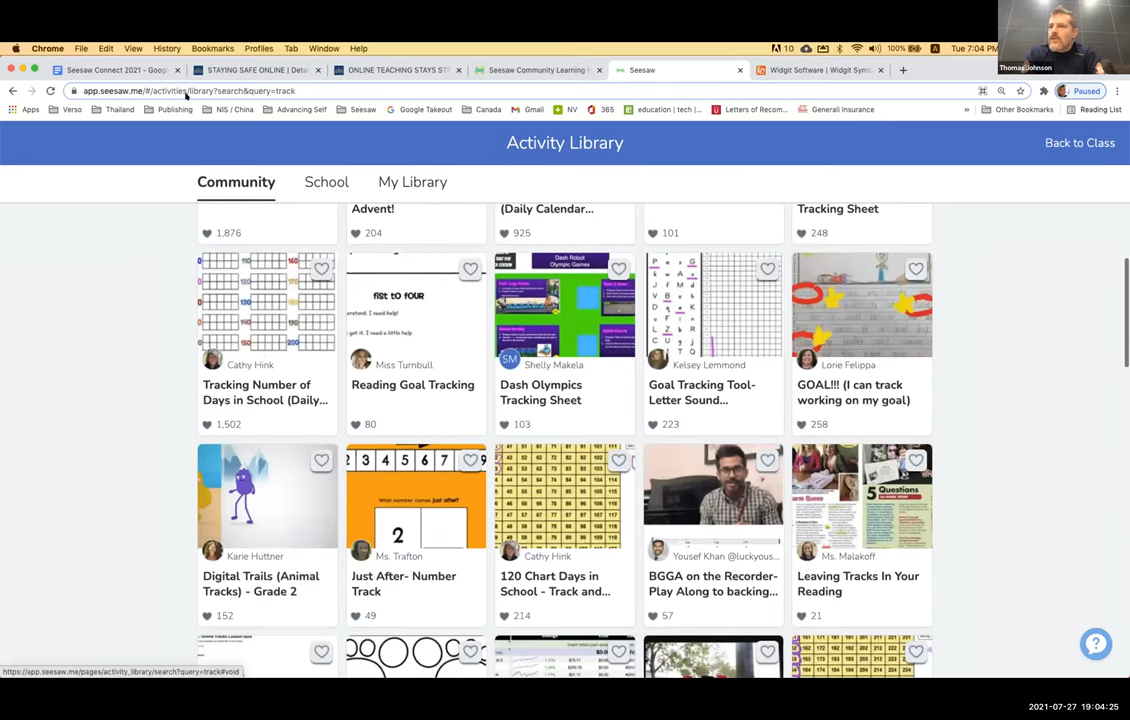 Chrome File Edit View History Bookmarks Profiles Tab Window Help 10 100% Tue 7:04
Thomas Johnson
Seesaw Connect 2021 - Goog STAYING SAFE ONLINE | Deta ONLINE TEACHING STAYS ST Seesaw Community Learning Seesaw Widgit Software | Widgit Sym
app.seesaw.me/#/activities/library?search&query=track Paused
Apps Verso Thailand Publishing NIS / China Advancing Self Seesaw Google Takeout Canada Gmail NV 365 education | tech |... Letters of Recom... Generali Insurance » Other Bookmarks Reading List
Activity Library
Back to Class
Community School My Library
Advent! (Daily Calendar... Tracking Sheet
1,876 204 925 101 248
Dash Robot
Olympic Games
fIST to FOUR
Cathy Hink Miss Turnbull SM Shelly Makela Kelsey Lemmond Lorie Felippa
Tracking Number of Days in School (Daily...
Reading Goal Tracking
Dash Olympics Tracking Sheet
Goal Tracking Tool- Letter Sound...
GOAL!!! (I can track working on my goal)
1,502 80 103 223 258
What number comes just after?
2
5 Questions
Karie Huttner Ms. Trafton Cathy Hink Yousef Khan @luckyous... Ms. Malakoff
Digital Trails (Animal Tracks) - Grade 2
Just After- Number Track
120 Chart Days in School - Track and...
BGGA on the Recorder- Play Along to backing...
Leaving Tracks In Your Reading
152 49 214 57 21
https://app.seesaw.me/pages/activity_library/search?query=track#void
2021-07-27 19:04:25